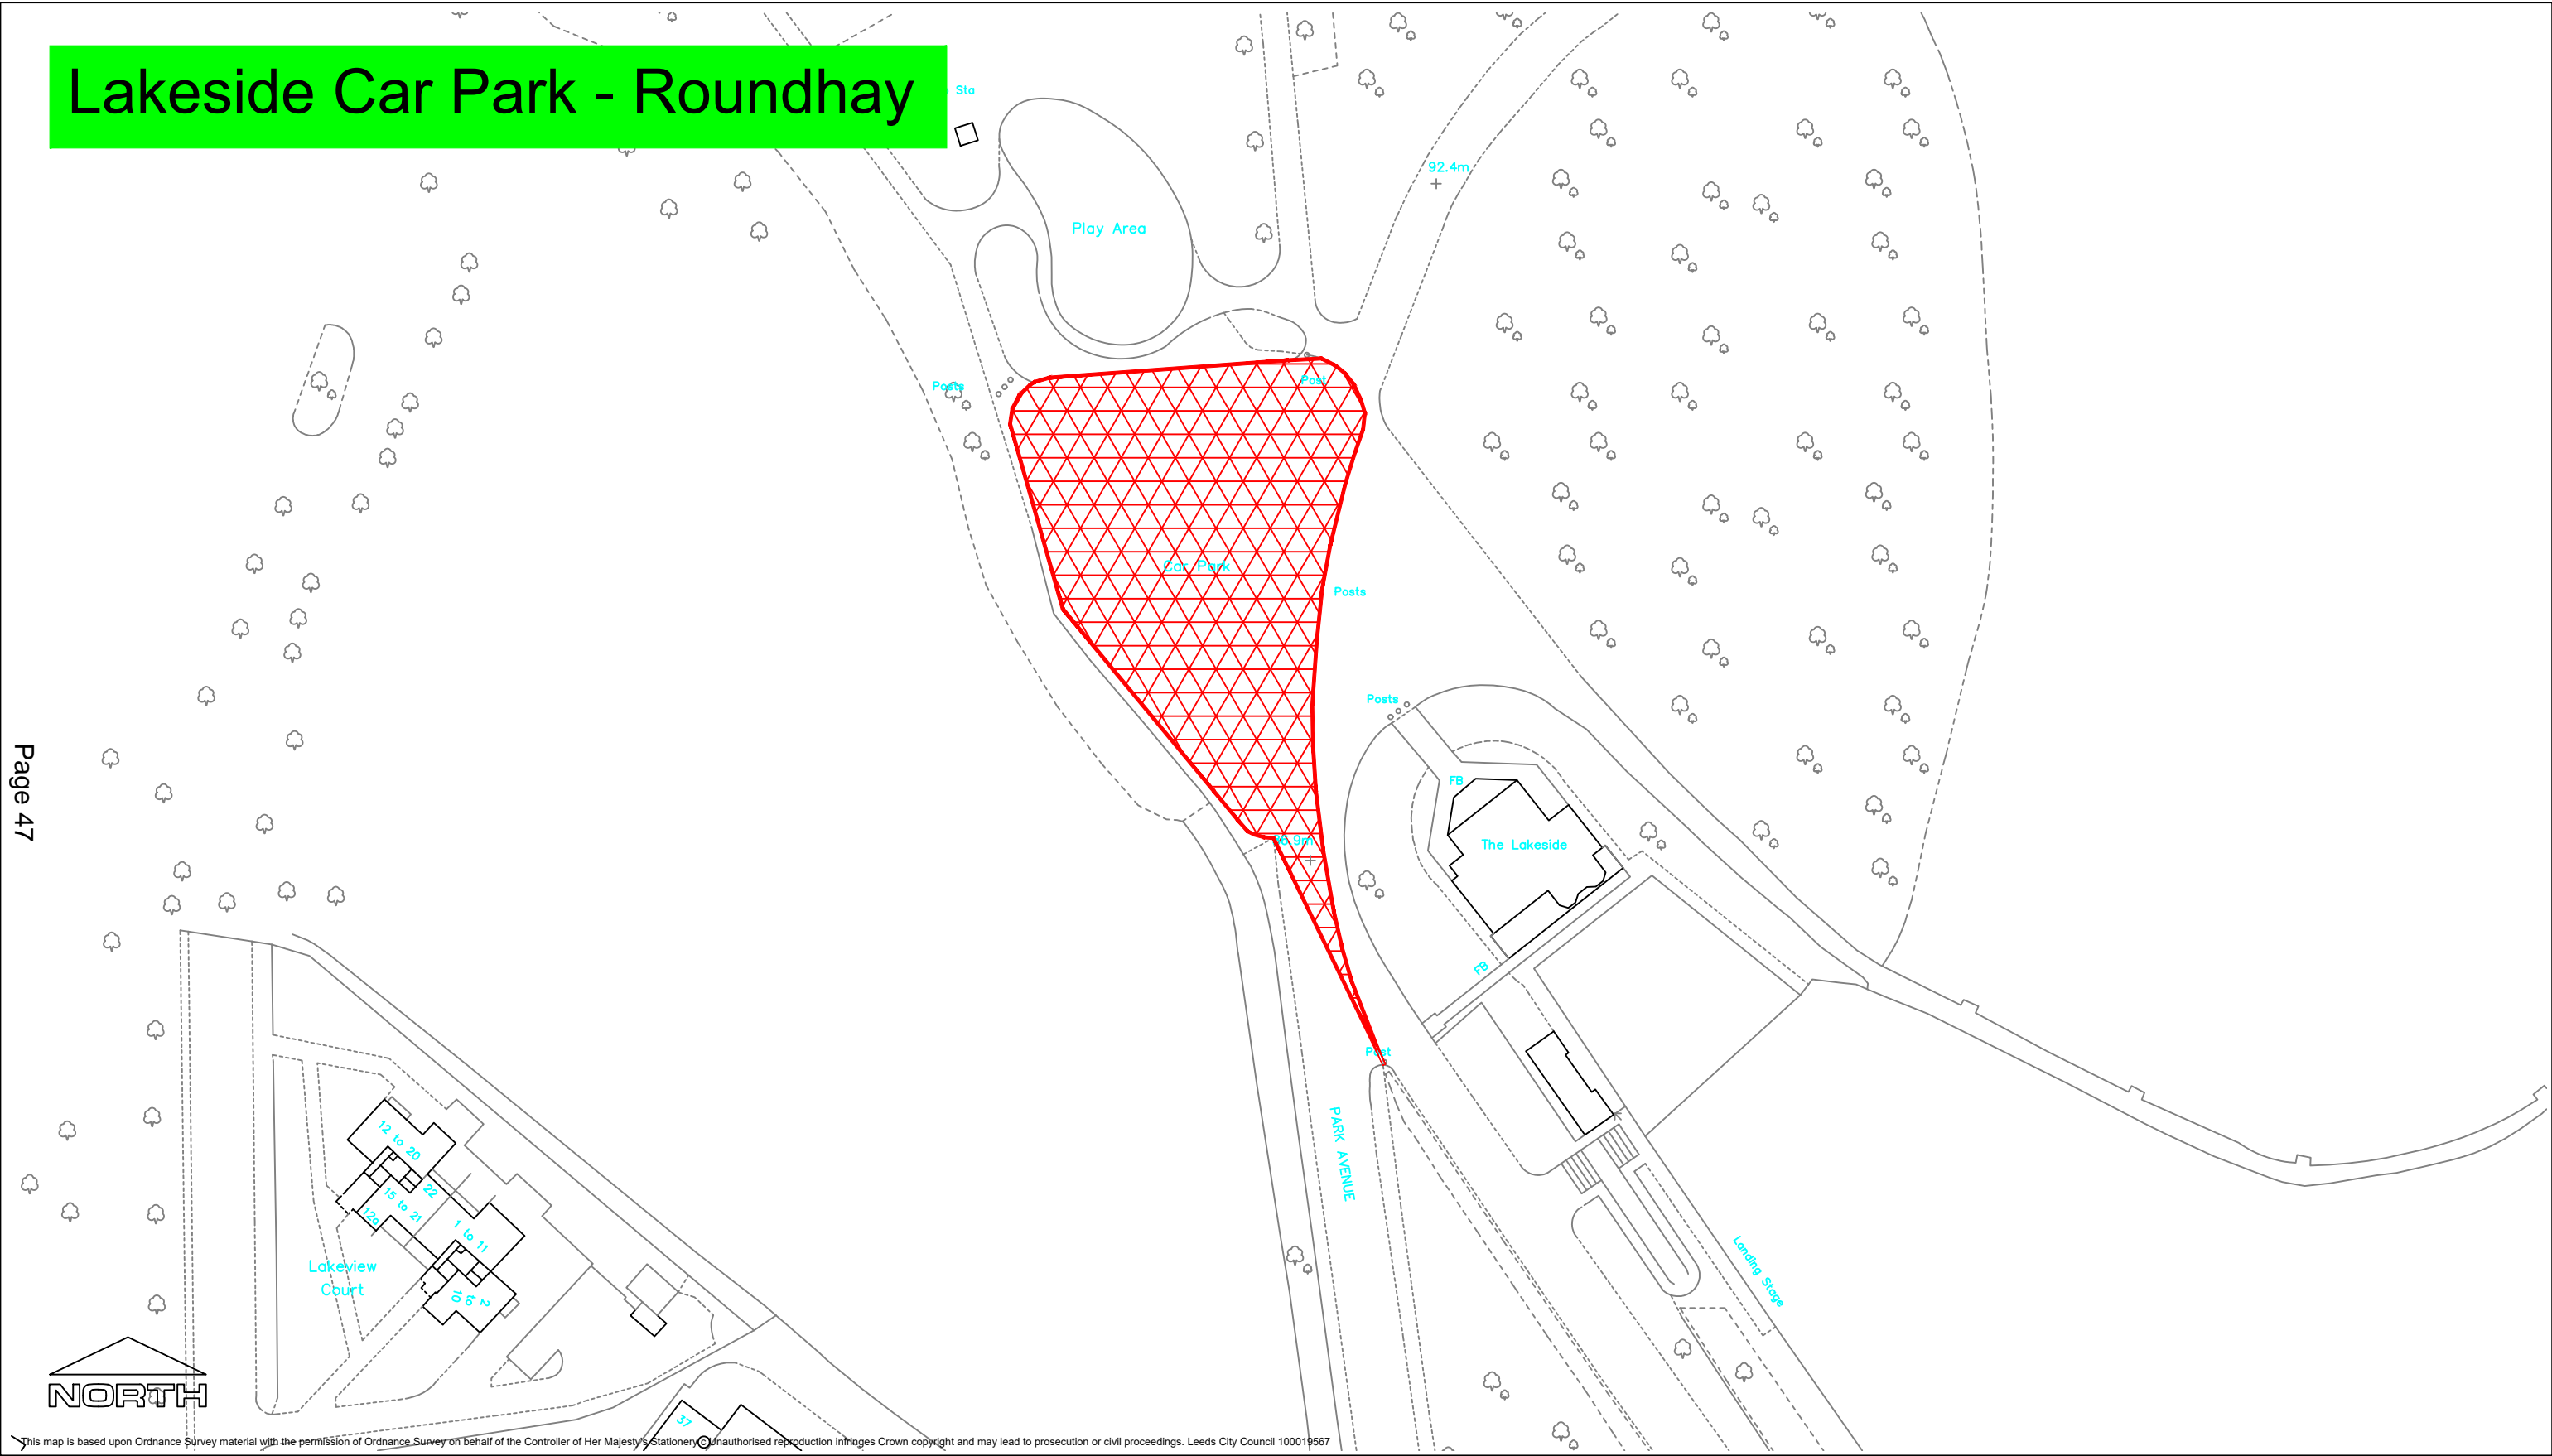 Lakeside Car Park - Roundhay
Sta
92.4m
Play Area
Posts
Post
Car Park
Posts
Posts
FB
The Lakeside
6.9m
FB
Post
PARK AVENUE
Landing Stage
12 to 20
22
15 to 21
12a
1 to 11
2 to 10
Lakeview
Court
37
NORTH
Page 47
This map is based upon Ordnance Survey material with the permission of Ordnance Survey on behalf of the Controller of Her Majesty's Stationery(c)Unauthorised reproduction infringes Crown copyright and may lead to prosecution or civil proceedings. Leeds City Council 100019567